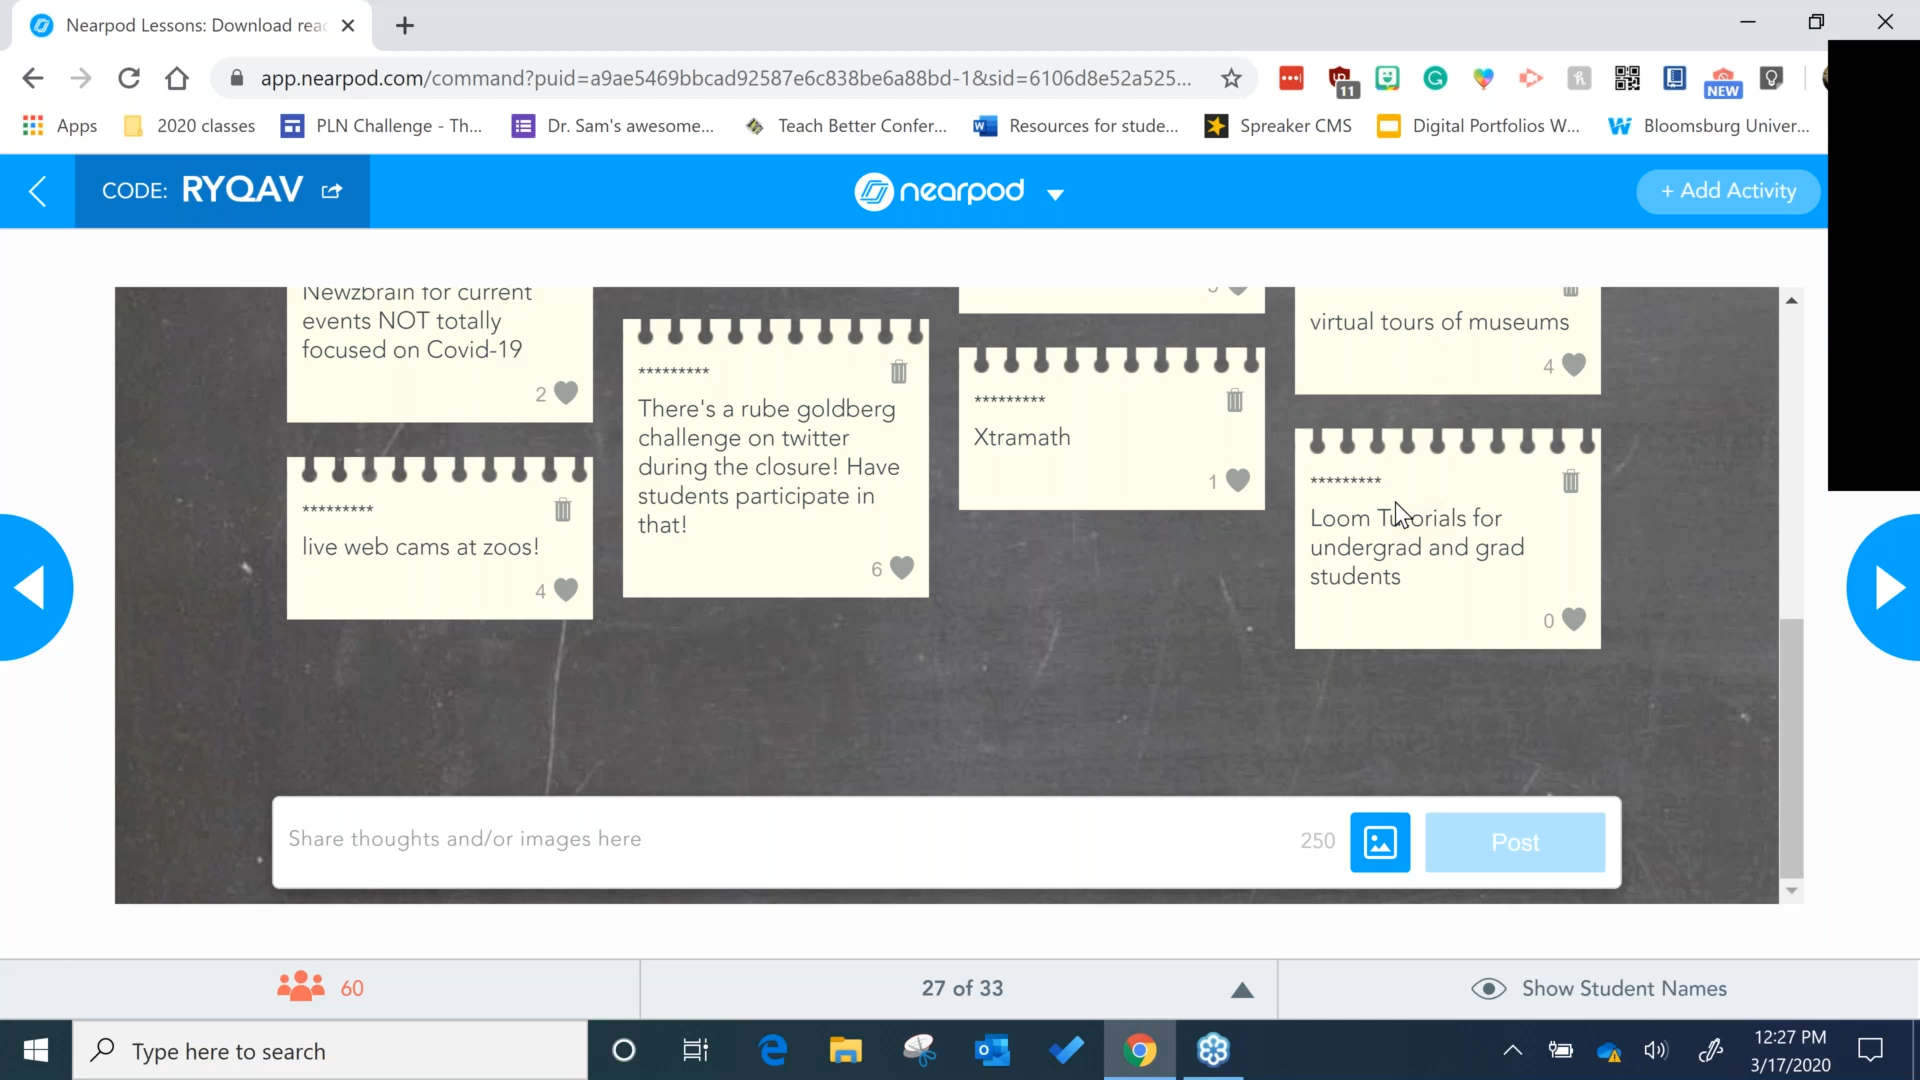 Nearpod Lessons: Download rea
app.nearpod.com/command?puid=a9ae5469bbcad92587e6c838be6a88bd-1&sid=6106d8e52a525...
11
NEW
Apps
2020 classes
PLN Challenge - Th...
Dr. Sam's awesome...
Teach Better Confer...
Resources for stude...
Spreaker CMS
Digital Portfolios W...
Bloomsburg Univer...
CODE: RYQAV
nearpod
+ Add Activity
Newzbrain for current
events NOT totally
focused on Covid-19
2
*********
live web cams at zoos!
4
*********
There's a rube goldberg
challenge on twitter
during the closure! Have
students participate in
that!
6
*********
Xtramath
1
virtual tours of museums
4
*********
Loom Tutorials for
undergrad and grad
students
0
Share thoughts and/or images here
250
Post
60
27 of 33
Show Student Names
Type here to search
12:27 PM
3/17/2020